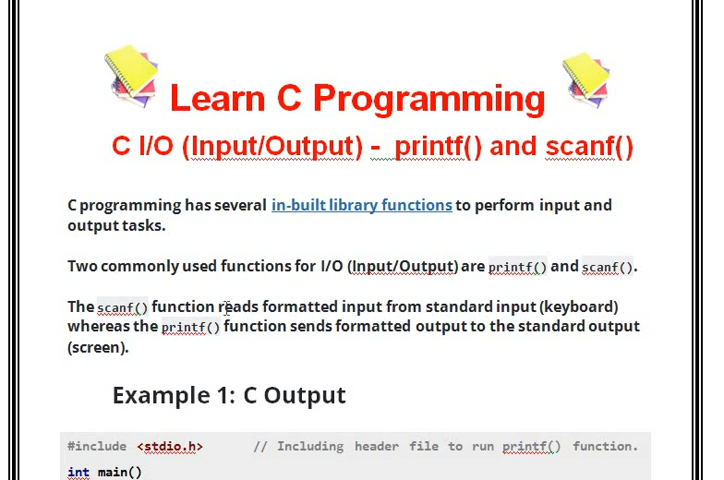 Learn C Programming
C I/O (Input/Output) - printf() and scanf()
C programming has several in-built library functions to perform input and
output tasks.
Two commonly used functions for I/O (Input/Output) are printf() and scanf().
The scanf() function reads formatted input from standard input (keyboard)
whereas the printf() function sends formatted output to the standard output
(screen).
Example 1: C Output
#include <stdio.h> // Including header file to run printf() function.
int main()